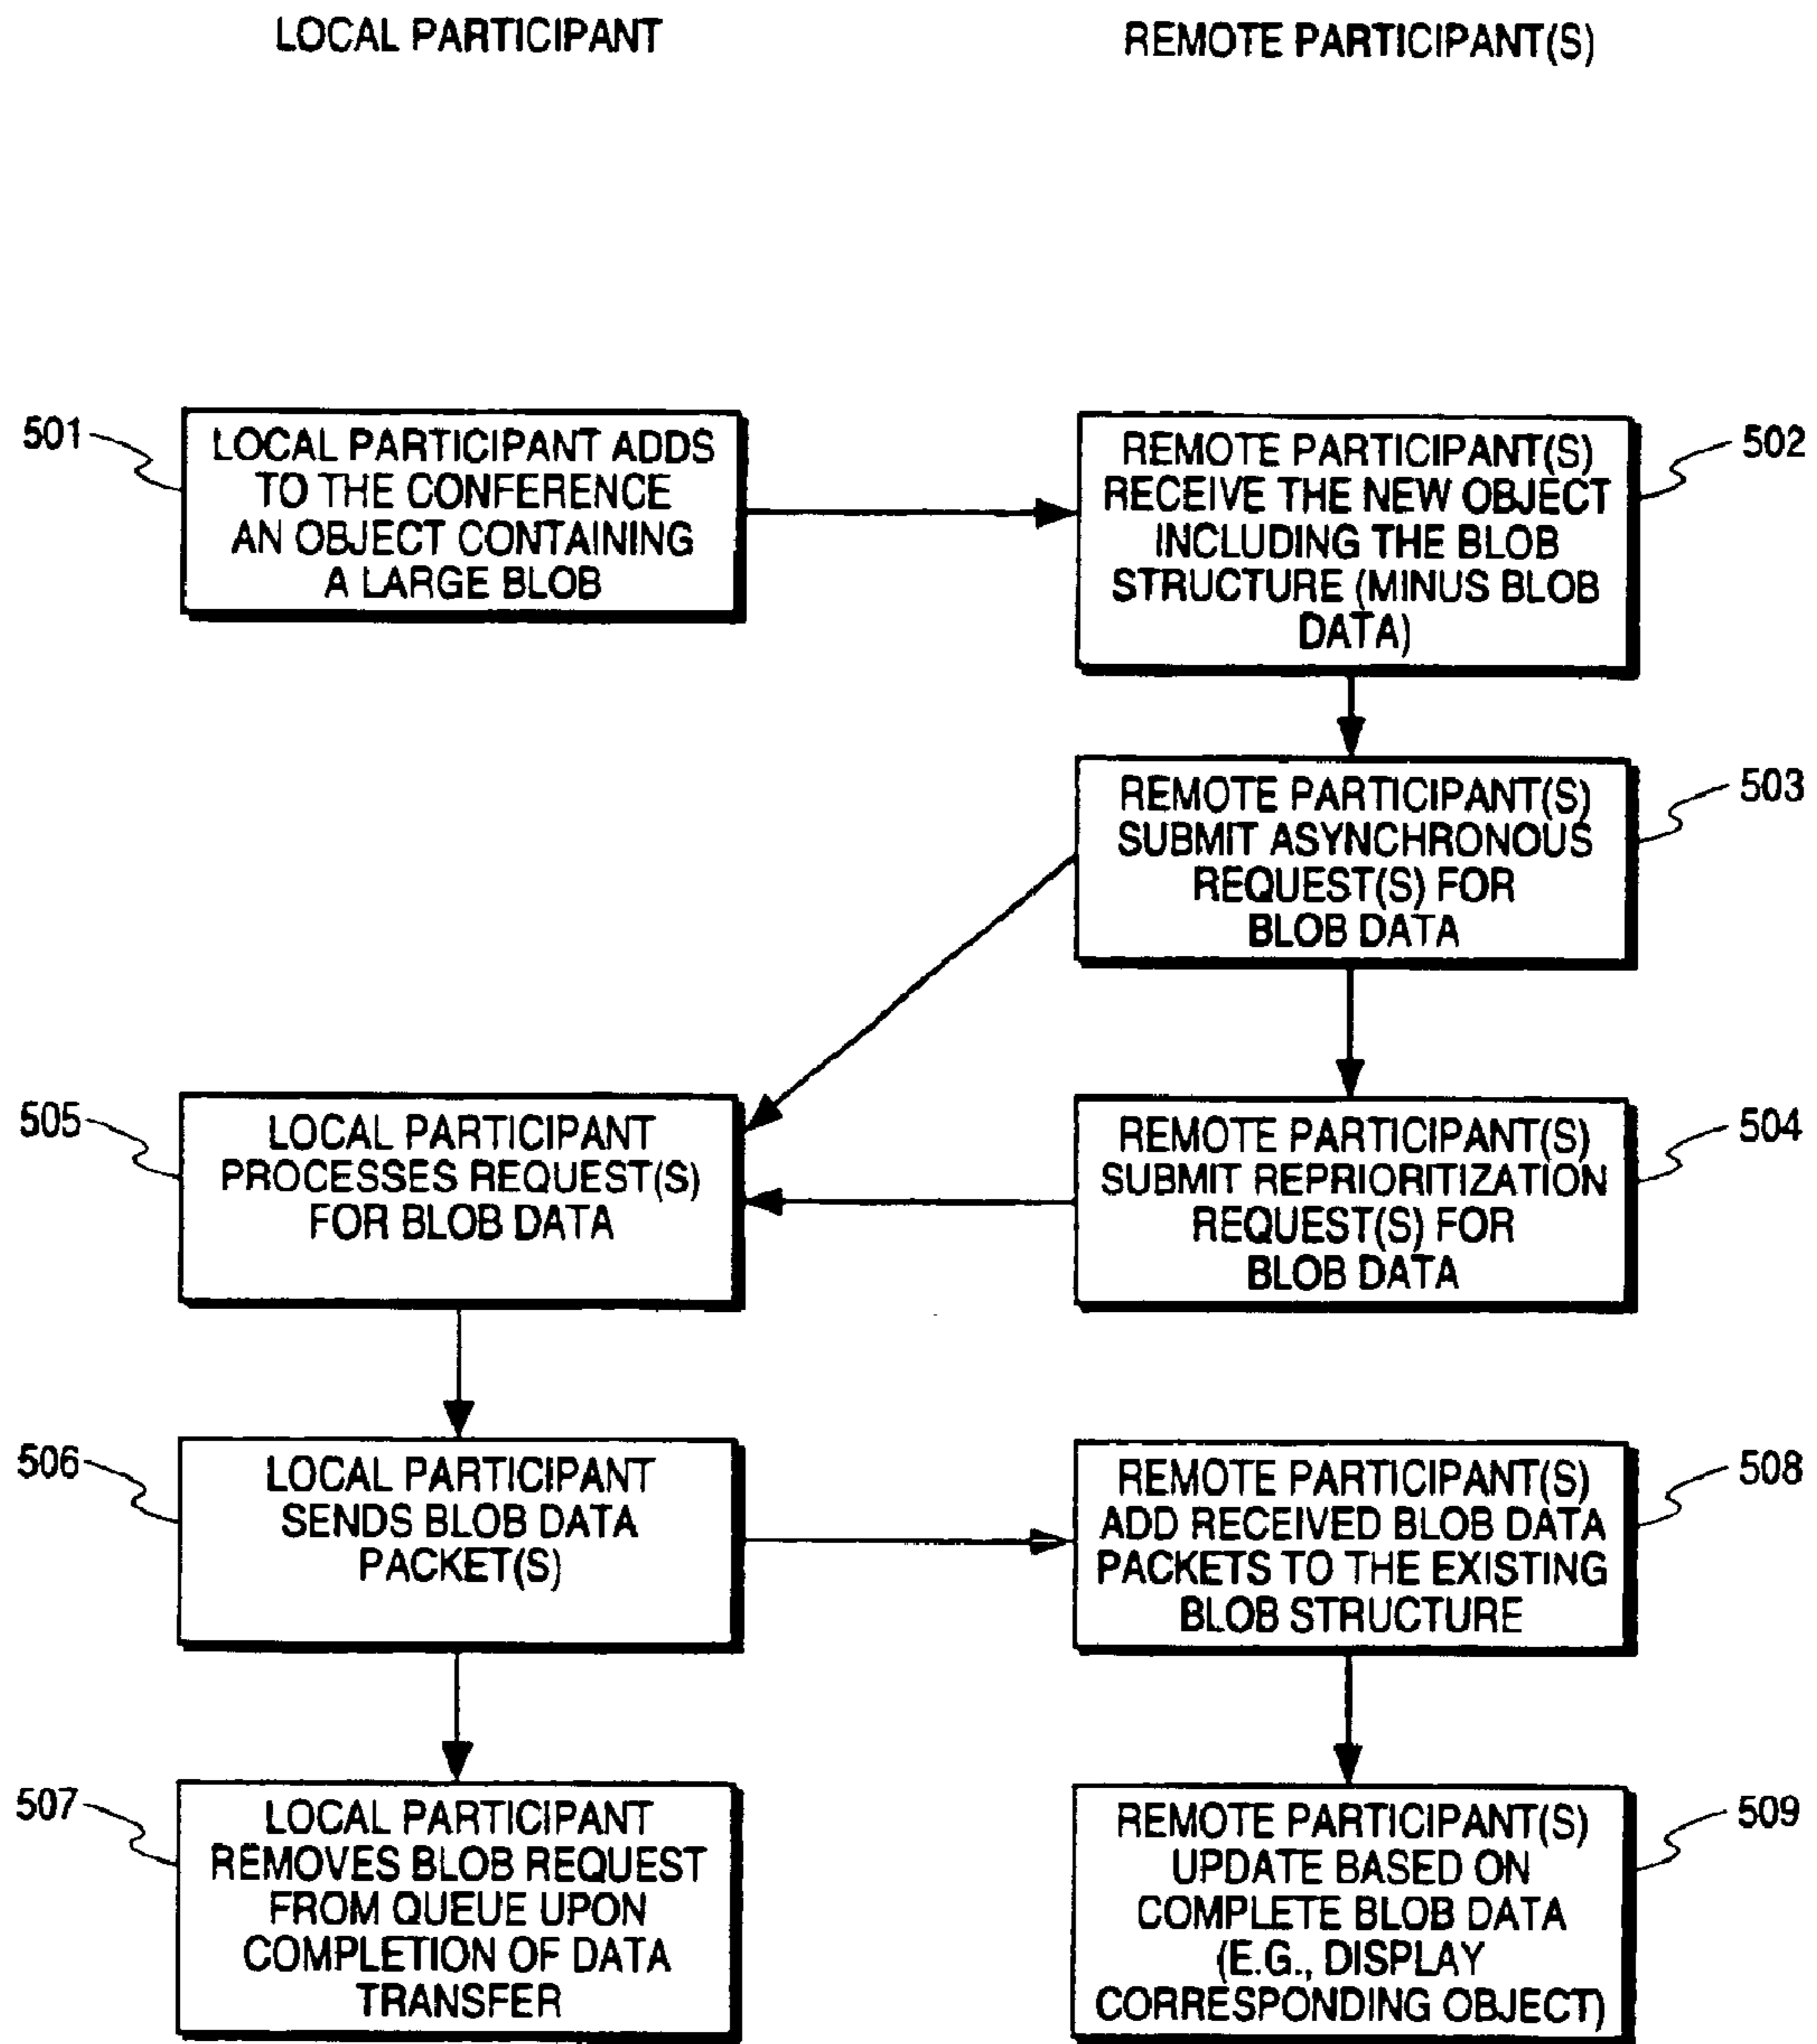 LOCAL PARTICIPANT
REMOTE PARTICIPANT(S)
501
LOCAL PARTICIPANT ADDS
TO THE CONFERENCE
AN OBJECT CONTAINING
A LARGE BLOB
502
REMOTE PARTICIPANT(S)
RECEIVE THE NEW OBJECT
INCLUDING THE BLOB
STRUCTURE (MINUS BLOB
DATA)
503
REMOTE PARTICIPANT(S)
SUBMIT ASYNCHRONOUS
REQUEST(S) FOR
BLOB DATA
505
LOCAL PARTICIPANT
PROCESSES REQUEST(S)
FOR BLOB DATA
504
REMOTE PARTICIPANT(S)
SUBMIT REPRIORITIZATION
REQUEST(S) FOR
BLOB DATA
506
LOCAL PARTICIPANT
SENDS BLOB DATA
PACKET(S)
508
REMOTE PARTICIPANT(S)
ADD RECEIVED BLOB DATA
PACKETS TO THE EXISTING
BLOB STRUCTURE
507
LOCAL PARTICIPANT
REMOVES BLOB REQUEST
FROM QUEUE UPON
COMPLETION OF DATA
TRANSFER
509
REMOTE PARTICIPANT(S)
UPDATE BASED ON
COMPLETE BLOB DATA
(E.G., DISPLAY
CORRESPONDING OBJECT)